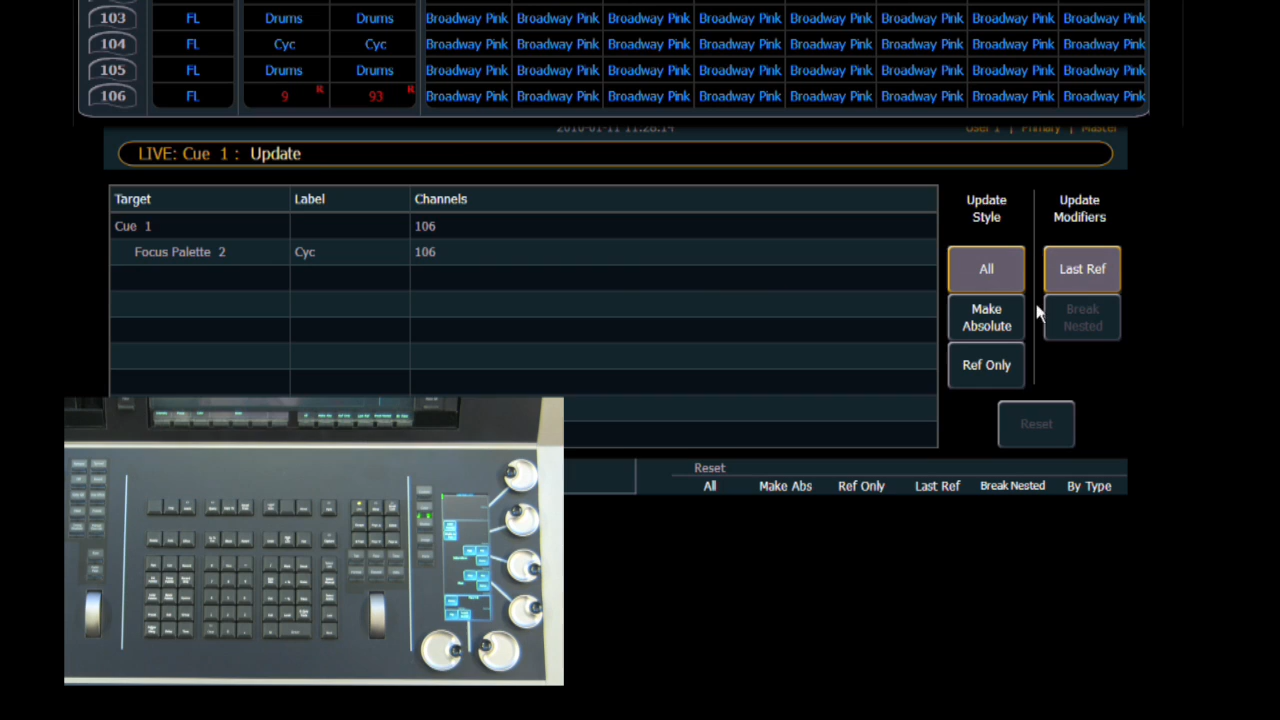 103 FL Drums Drums Broadway Pink Broadway Pink Broadway Pink Broadway Pink Broadway Pink Broadway Pink Broadway Pink Broadway Pink
104 FL Cyc Cyc Broadway Pink Broadway Pink Broadway Pink Broadway Pink Broadway Pink Broadway Pink Broadway Pink Broadway Pink
105 FL Drums Drums Broadway Pink Broadway Pink Broadway Pink Broadway Pink Broadway Pink Broadway Pink Broadway Pink Broadway Pink
106 FL 9 R 93 R Broadway Pink Broadway Pink Broadway Pink Broadway Pink Broadway Pink Broadway Pink Broadway Pink Broadway Pink
User 1 | Primary | Master
LIVE: Cue 1 : Update
Target Label Channels
Cue 1 106
Focus Palette 2 Cyc 106
Update Style
All
Make Absolute
Ref Only
Update Modifiers
Last Ref
Break Nested
Reset
Reset
All Make Abs Ref Only Last Ref Break Nested By Type